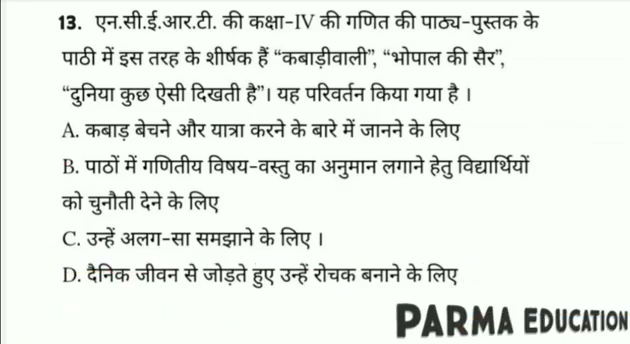 13. एन.सी.ई.आर.टी. की कक्षा-IV की गणित की पाठ्य-पुस्तक के
पाठी में इस तरह के शीर्षक हैं “कबाड़ीवाली”, “भोपाल की सैर”,
“दुनिया कुछ ऐसी दिखती है”। यह परिवर्तन किया गया है ।
A. कबाड़ बेचने और यात्रा करने के बारे में जानने के लिए
B. पाठों में गणितीय विषय-वस्तु का अनुमान लगाने हेतु विद्यार्थियों
को चुनौती देने के लिए
C. उन्हें अलग-सा समझाने के लिए ।
D. दैनिक जीवन से जोड़ते हुए उन्हें रोचक बनाने के लिए
PARMA EDUCATION